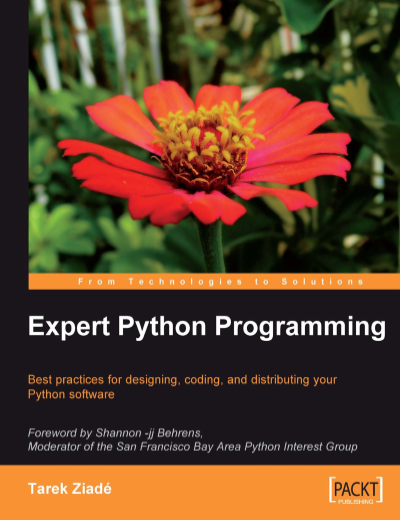 From Technologies to Solutions
Expert Python Programming
Best practices for designing, coding, and distributing your
Python software
Foreword by Shannon -jj Behrens,
Moderator of the San Francisco Bay Area Python Interest Group
Tarek Ziadé
PACKT
PUBLISHING